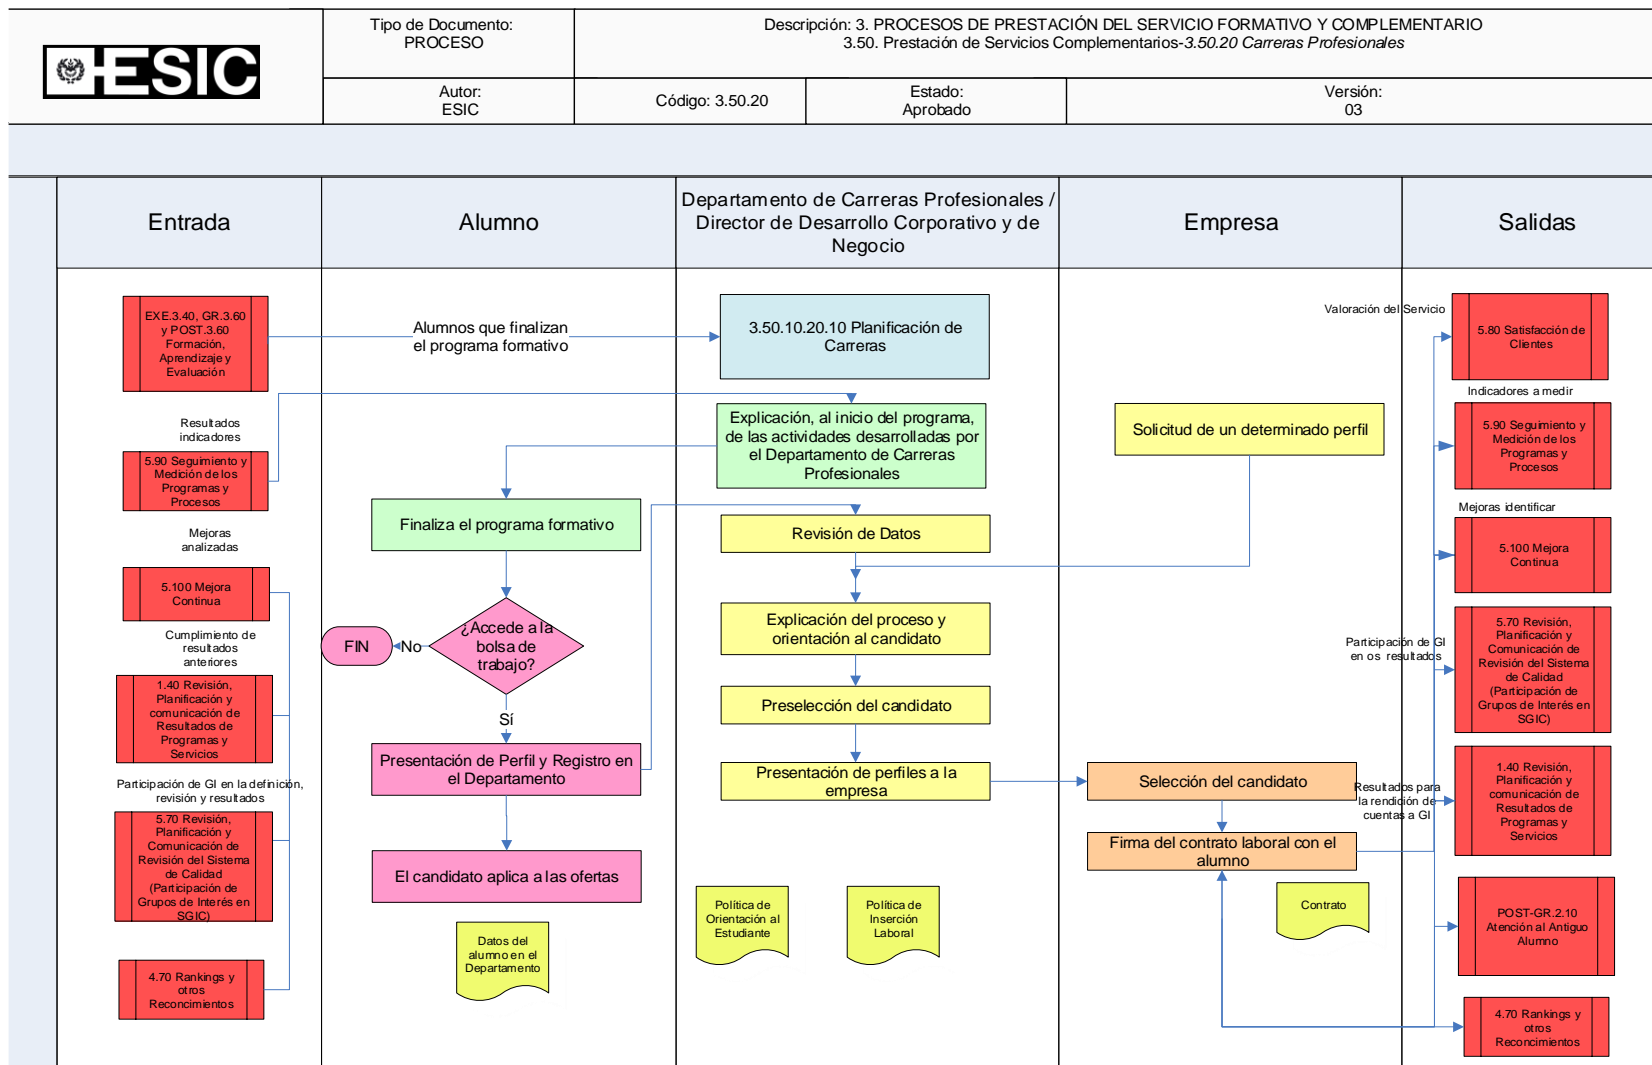 ESIC
Tipo de Documento:
PROCESO
Descripción: 3. PROCESOS DE PRESTACIÓN DEL SERVICIO FORMATIVO Y COMPLEMENTARIO
3.50. Prestación de Servicios Complementarios-3.50.20 Carreras Profesionales
Autor:
ESIC
Código: 3.50.20
Estado:
Aprobado
Versión:
03
Entrada
Alumno
Departamento de Carreras Profesionales /
Director de Desarrollo Corporativo y de
Negocio
Empresa
Salidas
EXE.3.40, GR.3.60
y POST.3.60
Formación,
Aprendizaje y
Evaluación
Resultados
indicadores
5.90 Seguimiento y
Medición de los
Programas y
Procesos
Mejoras
analizadas
5.100 Mejora
Continua
Cumplimiento de
resultados
anteriores
1.40 Revisión,
Planificación y
comunicación de
Resultados de
Programas y
Servicios
Participación de GI en la definición,
revisión y resultados
5.70 Revisión,
Planificación y
Comunicación de
Revisión del Sistema
de Calidad
(Participación de
Grupos de Interés en
SGIC)
4.70 Rankings y
otros
Reconcimientos
Alumnos que finalizan
el programa formativo
Finaliza el programa formativo
¿Accede a la
bolsa de
trabajo?
No
FIN
Sí
Presentación de Perfil y Registro en
el Departamento
El candidato aplica a las ofertas
Datos del
alumno en el
Departamento
3.50.10.20.10 Planificación de
Carreras
Explicación, al inicio del programa,
de las actividades desarrolladas por
el Departamento de Carreras
Profesionales
Revisión de Datos
Explicación del proceso y
orientación al candidato
Preselección del candidato
Presentación de perfiles a la
empresa
Política de
Orientación al
Estudiante
Política de
Inserción
Laboral
Solicitud de un determinado perfil
Selección del candidato
Firma del contrato laboral con el
alumno
Contrato
Valoración del Servicio
5.80 Satisfacción de
Clientes
Indicadores a medir
5.90 Seguimiento y
Medición de los
Programas y
Procesos
Mejoras identificar
5.100 Mejora
Continua
Participación de GI
en os resultados
5.70 Revisión,
Planificación y
Comunicación de
Revisión del Sistema
de Calidad
(Participación de
Grupos de Interés en
SGIC)
Resultados para
la rendición de
cuentas a GI
1.40 Revisión,
Planificación y
comunicación de
Resultados de
Programas y
Servicios
POST-GR.2.10
Atención al Antiguo
Alumno
4.70 Rankings y
otros
Reconcimientos